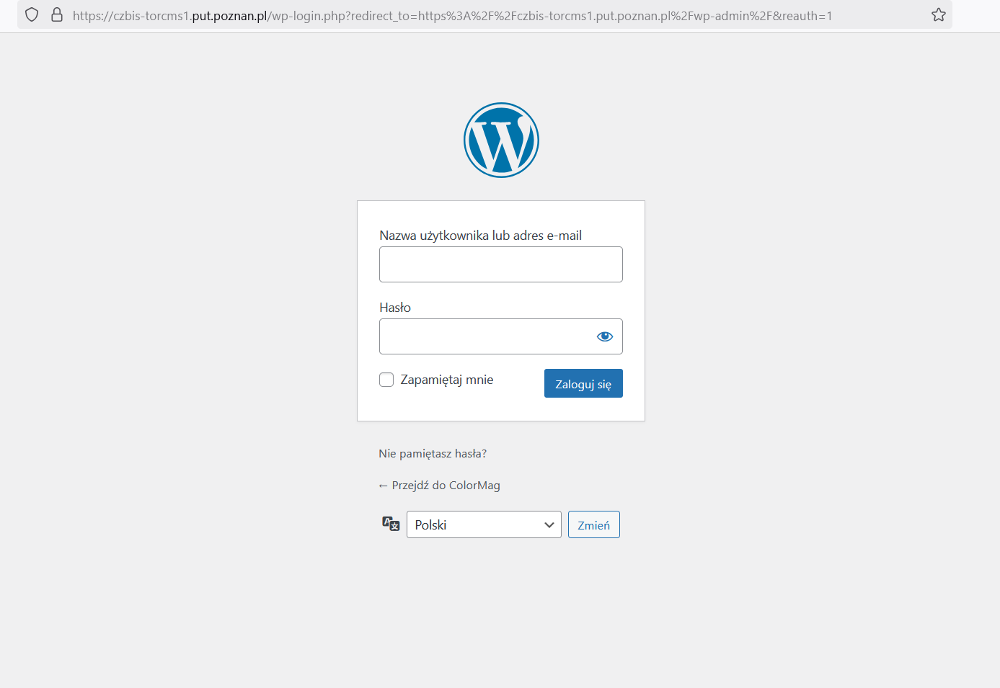 https://czbis-torcms1.put.poznan.pl/wp-login.php?redirect_to=https%3A%2F%2Fczbis-torcms1.put.poznan.pl%2Fwp-admin%2F&reauth=1
Nazwa użytkownika lub adres e-mail
Hasło
Zapamiętaj mnie
Zaloguj się
Nie pamiętasz hasła?
← Przejdź do ColorMag
Polski
Zmień